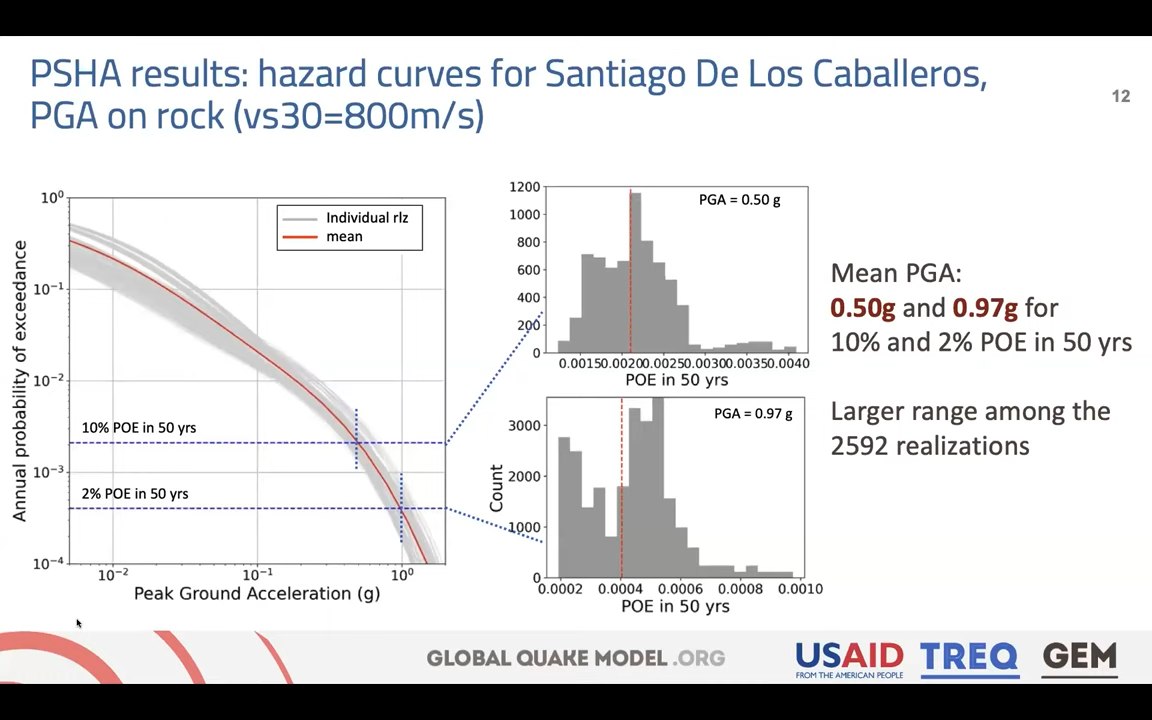 PSHA results: hazard curves for Santiago De Los Caballeros,
PGA on rock (vs30=800m/s)
12
Annual probability of exceedance
10⁰
10⁻¹
10⁻²
10⁻³
10⁻⁴
Individual rlz
mean
10% POE in 50 yrs
2% POE in 50 yrs
10⁻²
10⁻¹
10⁰
Peak Ground Acceleration (g)
1200
1000
800
600
400
200
0
PGA = 0.50 g
0.00150.00200.00250.00300.00350.0040
POE in 50 yrs
Count
3000
2000
1000
0
PGA = 0.97 g
0.0002 0.0004 0.0006 0.0008 0.0010
POE in 50 yrs
Mean PGA:
0.50g and 0.97g for
10% and 2% POE in 50 yrs
Larger range among the
2592 realizations
GLOBAL QUAKE MODEL .ORG
USAID
FROM THE AMERICAN PEOPLE
TREQ
GEM